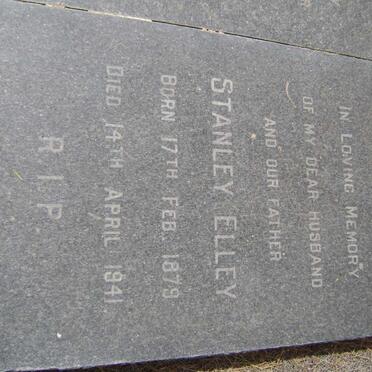 IN LOVING MEMORY
OF MY DEAR HUSBAND
AND OUR FATHER
STANLEY ELLEY
BORN 17TH FEB. 1879
DIED 14TH APRIL 1941
R.I.P.